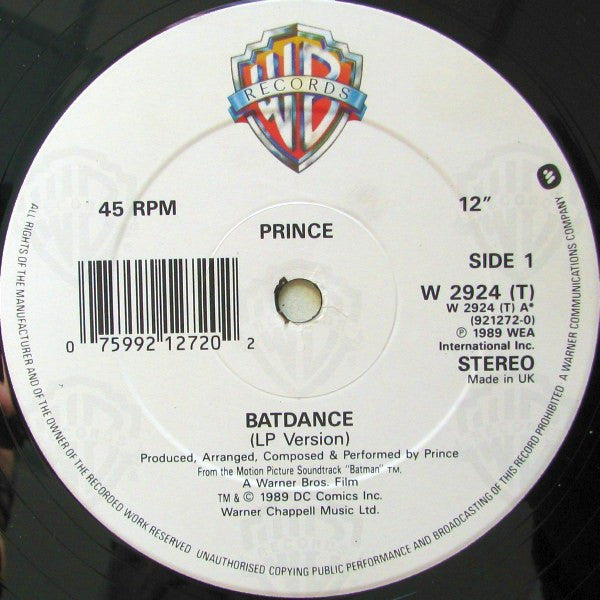 WB
RECORDS
45 RPM
12”
PRINCE
SIDE 1
W 2924 (T)
W 2924 (T) A*
(921272-0)
℗ 1989 WEA
International Inc.
STEREO
Made in UK
0 75992 12720 2
BATDANCE
(LP Version)
Produced, Arranged, Composed & Performed by Prince
From the Motion Picture Soundtrack "Batman" TM.
A Warner Bros. Film
TM & © 1989 DC Comics Inc.
Warner Chappell Music Ltd.
ALL RIGHTS OF THE MANUFACTURER AND OF THE OWNER OF THE RECORDED WORK RESERVED UNAUTHORISED COPYING PUBLIC PERFORMANCE AND BROADCASTING OF THIS RECORD PROHIBITED A WARNER COMMUNICATIONS COMPANY